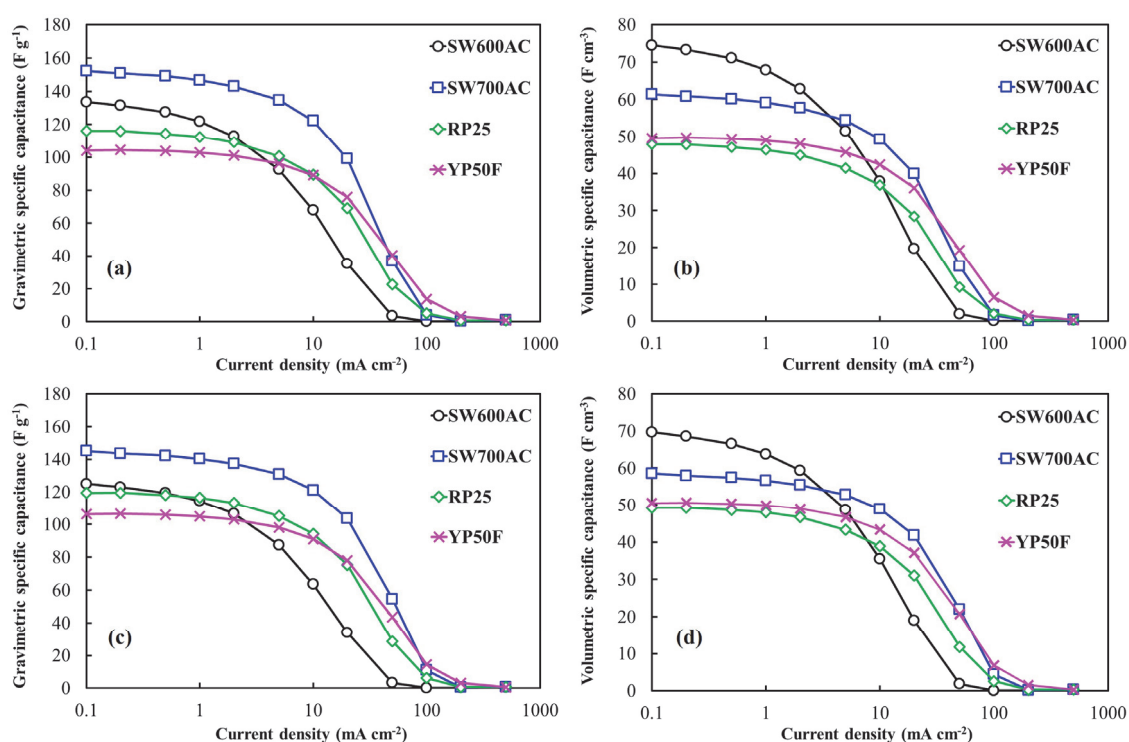 Gravimetric specific capacitance (F g⁻¹)
180
160
140
120
100
80
60
40
20
0
SW600AC
SW700AC
RP25
YP50F
(a)
0.1 1 10 100 1000
Current density (mA cm⁻²)
Volumetric specific capacitance (F cm⁻³)
80
70
60
50
40
30
20
10
0
SW600AC
SW700AC
RP25
YP50F
(b)
0.1 1 10 100 1000
Current density (mA cm⁻²)
Gravimetric specific capacitance (F g⁻¹)
180
160
140
120
100
80
60
40
20
0
SW600AC
SW700AC
RP25
YP50F
(c)
0.1 1 10 100 1000
Current density (mA cm⁻²)
Volumetric specific capacitance (F cm⁻³)
80
70
60
50
40
30
20
10
0
SW600AC
SW700AC
RP25
YP50F
(d)
0.1 1 10 100 1000
Current density (mA cm⁻²)